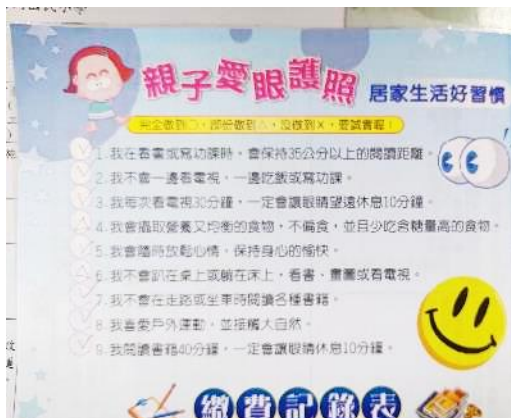 親子愛眼護照 居家生活好習慣
完全做到○，部份做到△，沒做到×，要誠實喔！
1.我在看書或寫功課時，會保持35公分以上的閱讀距離。
2.我不會一邊看電視，一邊吃飯或寫功課。
3.我每次看電視30分鐘，一定會讓眼睛望遠休息10分鐘。
4.我會攝取營養又均衡的食物，不偏食，並且少吃含糖量高的食物。
5.我會隨時放鬆心情，保持身心的愉快。
6.我不會趴在桌上或躺在床上，看書、畫圖或看電視。
7.我不會在走路或坐車時閱讀各種書籍。
8.我喜愛戶外運動，並接觸大自然。
9.我閱讀書籍40分鐘，一定會讓眼睛休息10分鐘。
繳費記錄表